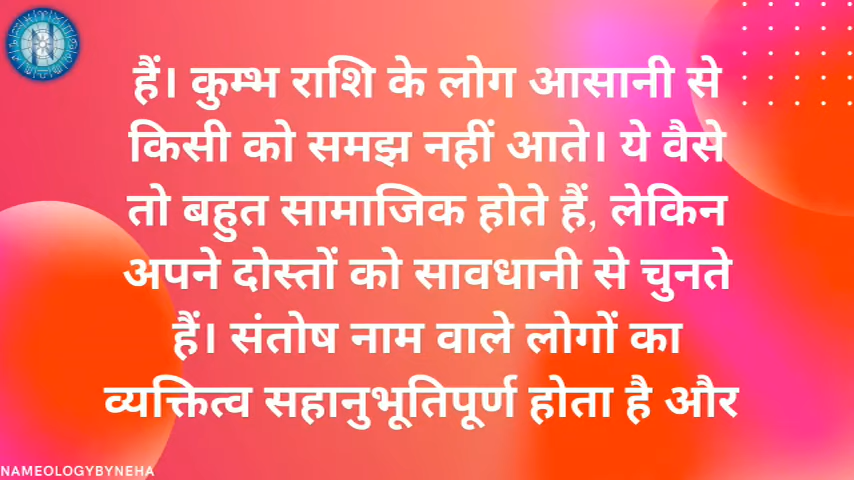 हैं। कुम्भ राशि के लोग आसानी से
किसी को समझ नहीं आते। ये वैसे
तो बहुत सामाजिक होते हैं, लेकिन
अपने दोस्तों को सावधानी से चुनते
हैं। संतोष नाम वाले लोगों का
व्यक्तित्व सहानुभूतिपूर्ण होता है और
NAMEOLOGYBYNEHA